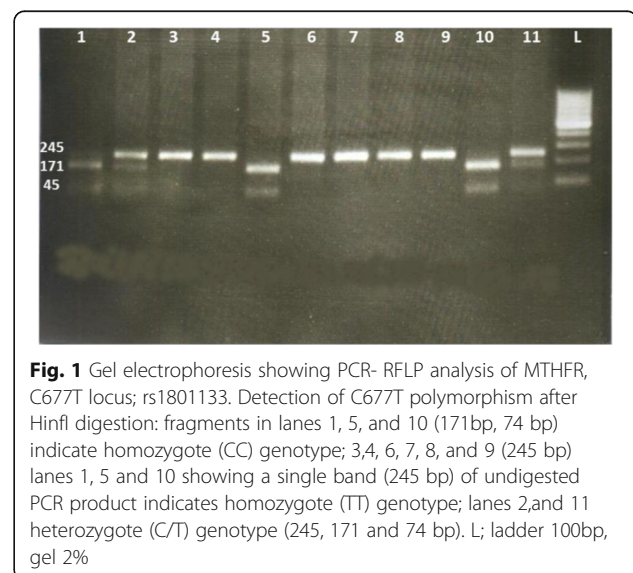 1 2 3 4 5 6 7 8 9 10 11 L
245
171
45
Fig. 1 Gel electrophoresis showing PCR- RFLP analysis of MTHFR,
C677T locus; rs1801133. Detection of C677T polymorphism after
HinfI digestion: fragments in lanes 1, 5, and 10 (171bp, 74 bp)
indicate homozygote (CC) genotype; 3,4, 6, 7, 8, and 9 (245 bp)
lanes 1, 5 and 10 showing a single band (245 bp) of undigested
PCR product indicates homozygote (TT) genotype; lanes 2,and 11
heterozygote (C/T) genotype (245, 171 and 74 bp). L; ladder 100bp,
gel 2%